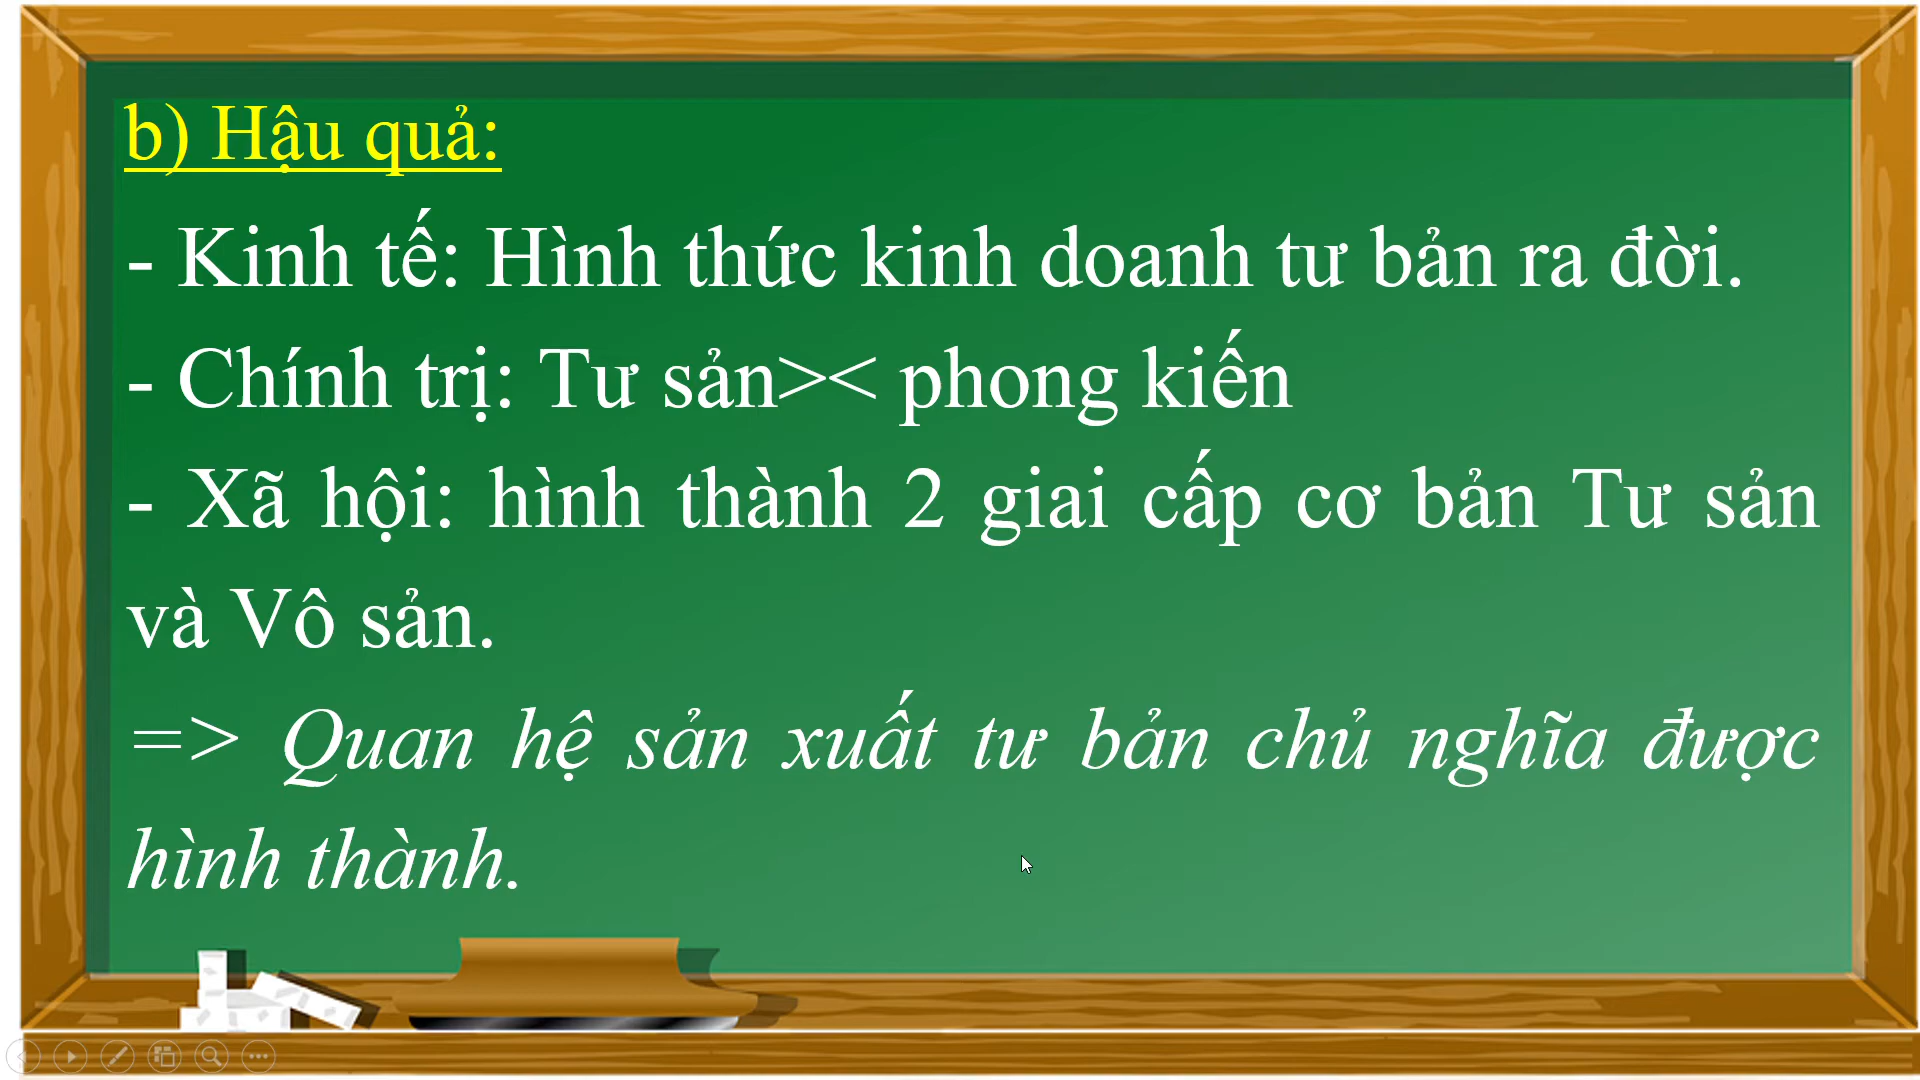 b) Hậu quả:
- Kinh tế: Hình thức kinh doanh tư bản ra đời.
- Chính trị: Tư sản>< phong kiến
- Xã hội: hình thành 2 giai cấp cơ bản Tư sản
và Vô sản.
=> Quan hệ sản xuất tư bản chủ nghĩa được
hình thành.